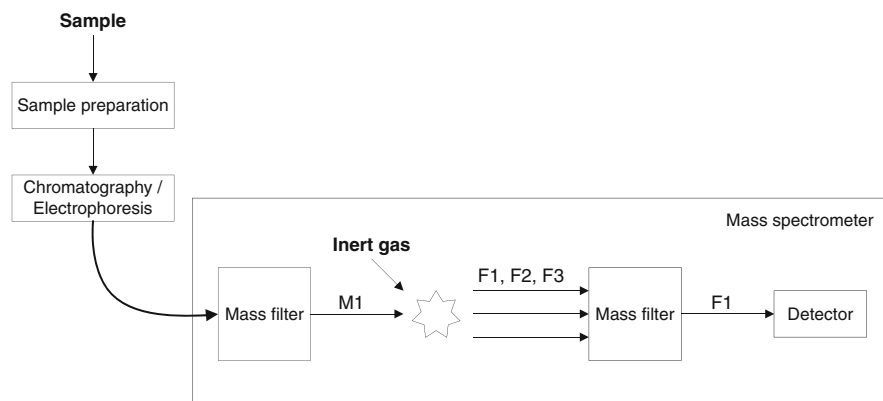 Sample
Sample preparation
Chromatography /
Electrophoresis
Mass spectrometer
Inert gas
Mass filter
M1
F1, F2, F3
Mass filter
F1
Detector